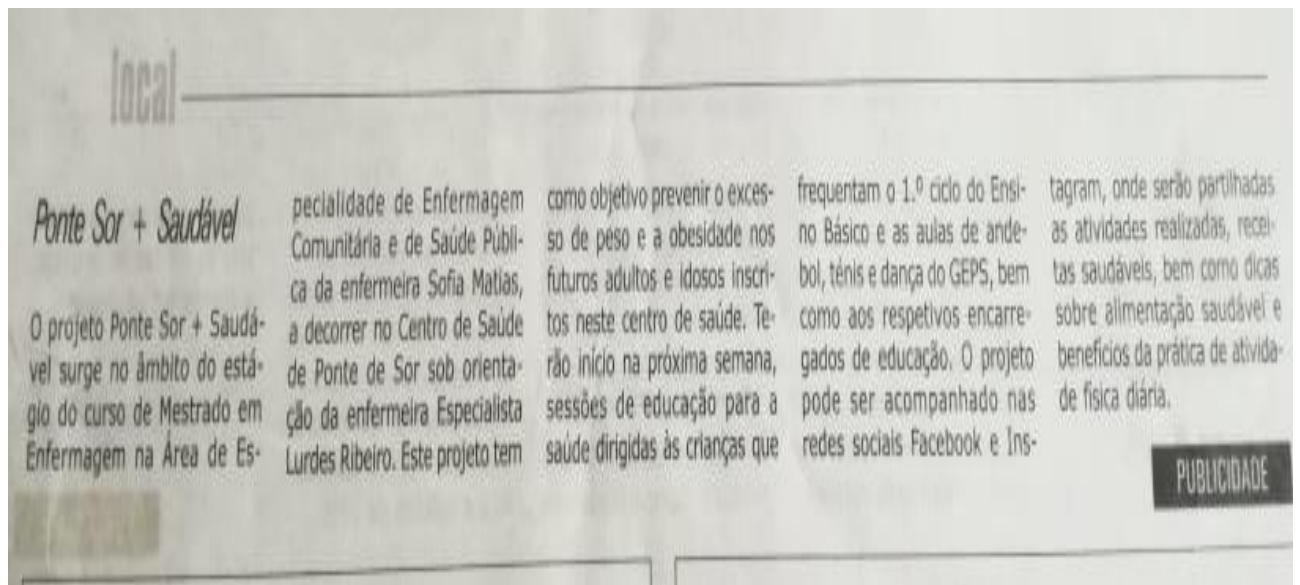 local
Ponte Sor + Saudável
O projeto Ponte Sor + Saudá-
vel surge no âmbito do está-
gio do curso de Mestrado em
Enfermagem na Área de Es-
pecialidade de Enfermagem
Comunitária e de Saúde Públi-
ca da enfermeira Sofia Matias,
a decorrer no Centro de Saúde
de Ponte de Sor sob orienta-
ção da enfermeira Especialista
Lurdes Ribeiro. Este projeto tem
como objetivo prevenir o exces-
so de peso e a obesidade nos
futuros adultos e idosos inscri-
tos neste centro de saúde. Te-
rão início na próxima semana,
sessões de educação para a
saúde dirigidas às crianças que
frequentam o 1.º ciclo do Ensi-
no Básico e as aulas de ande-
bol, ténis e dança do GEPS, bem
como aos respetivos encarre-
gados de educação. O projeto
pode ser acompanhado nas
redes sociais Facebook e Ins-
tagram, onde serão partilhadas
as atividades realizadas, recei-
tas saudáveis, bem como dicas
sobre alimentação saudável e
benefícios da prática de ativida-
de física diária.
PUBLICIDADE